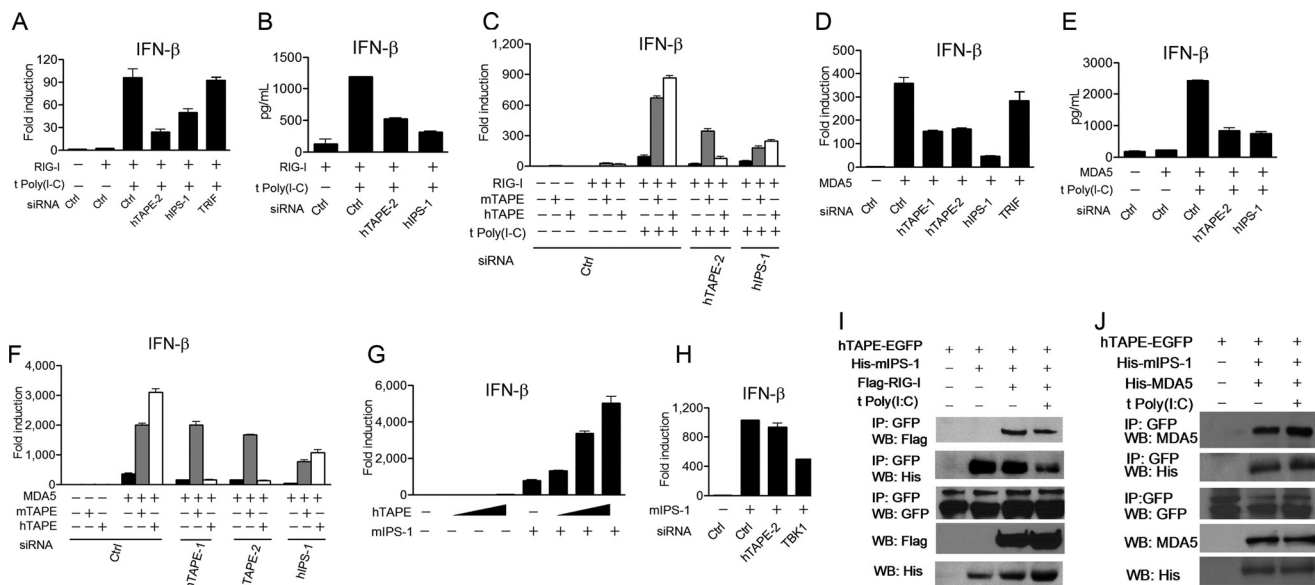 A
IFN-β
Fold induction
120
90
60
30
0
RIG-I – + + + + +
t Poly(I-C) – – + + + +
siRNA Ctrl Ctrl Ctrl hTAPE-2 hIPS-1 TRIF
B
IFN-β
pg/mL
1500
1000
500
0
RIG-I + + + +
t Poly(I-C) – + + +
siRNA Ctrl Ctrl hTAPE-2 hIPS-1
C
IFN-β
Fold induction
1,200
900
600
300
0
RIG-I – – – + + + + + + + + + + + +
mTAPE – + – – + – – + – – + – – + –
hTAPE – – + – – + – – + – – + – – +
t Poly(I-C) – – – – – – + + + + + + + + +
siRNA Ctrl hTAPE-2 hIPS-1
D
IFN-β
Fold induction
500
400
300
200
100
0
MDA5 – + + + + +
siRNA Ctrl Ctrl hTAPE-1 hTAPE-2 hIPS-1 TRIF
E
IFN-β
pg/mL
3000
2000
1000
0
MDA5 – + + + +
t Poly(I-C) – – + + +
siRNA Ctrl Ctrl Ctrl hTAPE-2 hIPS-1
F
IFN-β
Fold induction
4,000
3,000
2,000
1,000
0
MDA5 – – – + + + + + + + + + + + +
mTAPE – + – – + – – + – – + – – + –
hTAPE – – + – – + – – + – – + – – +
siRNA Ctrl hTAPE-1 TAPE-2 hIPS-1
G
IFN-β
Fold induction
6,000
4,000
2,000
0
hTAPE – –
mIPS-1 – – – – + + + +
H
IFN-β
Fold induction
1,200
800
400
0
mIPS-1 – + + +
siRNA Ctrl Ctrl hTAPE-2 TBK1
I
hTAPE-EGFP + + + +
His-mIPS-1 – + + +
Flag-RIG-I – – + +
t Poly(I:C) – – – +
IP: GFP
WB: Flag
IP: GFP
WB: His
IP: GFP
WB: GFP
WB: Flag
WB: His
J
hTAPE-EGFP + + +
His-mIPS-1 – + +
His-MDA5 – + +
t Poly(I:C) – – +
IP: GFP
WB: MDA5
IP: GFP
WB: His
IP:GFP
WB: GFP
WB: MDA5
WB: His